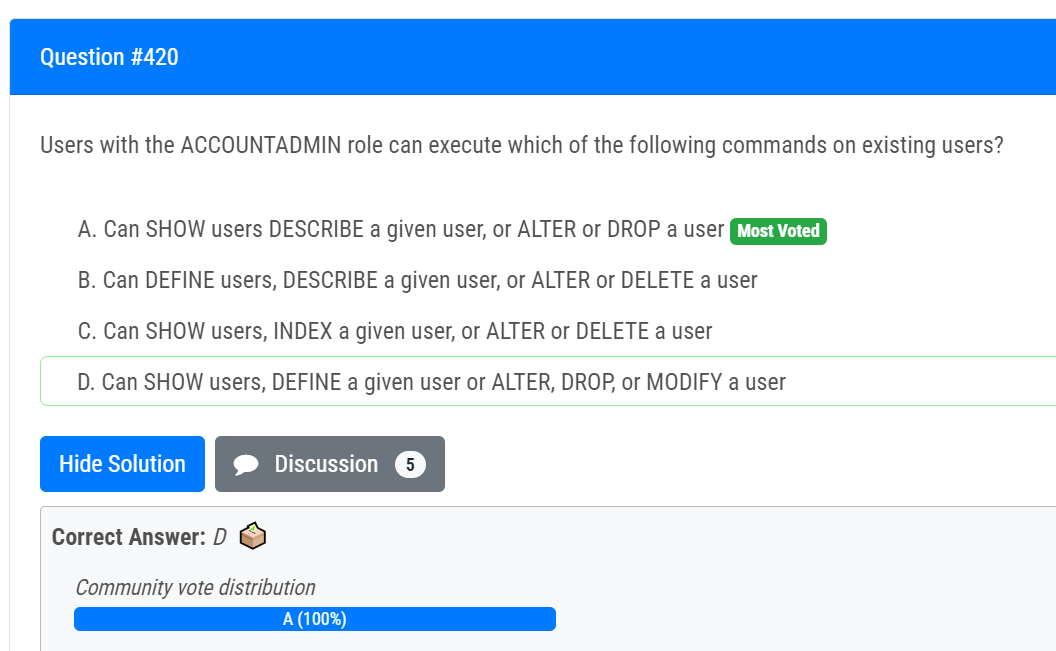 Question #420
Users with the ACCOUNTADMIN role can execute which of the following commands on existing users?
A. Can SHOW users DESCRIBE a given user, or ALTER or DROP a user Most Voted
B. Can DEFINE users, DESCRIBE a given user, or ALTER or DELETE a user
C. Can SHOW users, INDEX a given user, or ALTER or DELETE a user
D. Can SHOW users, DEFINE a given user or ALTER, DROP, or MODIFY a user
Hide Solution Discussion 5
Correct Answer: D
Community vote distribution
A (100%)